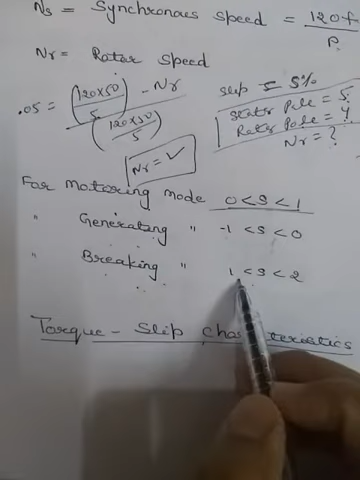 Ns = Synchronous speed = 120f / P
Nr = Rotor Speed
.05 = (120×50 / 5) - Nr / (120×50 / 5)
Nr = ✓
slip = 5%
Stator pole = 5
Rotor pole = 4
Nr = ?
For Motoring mode 0 < S < 1
" Generating " -1 < S < 0
" Breaking " 1 < S < 2
Torque - Slip characteristics